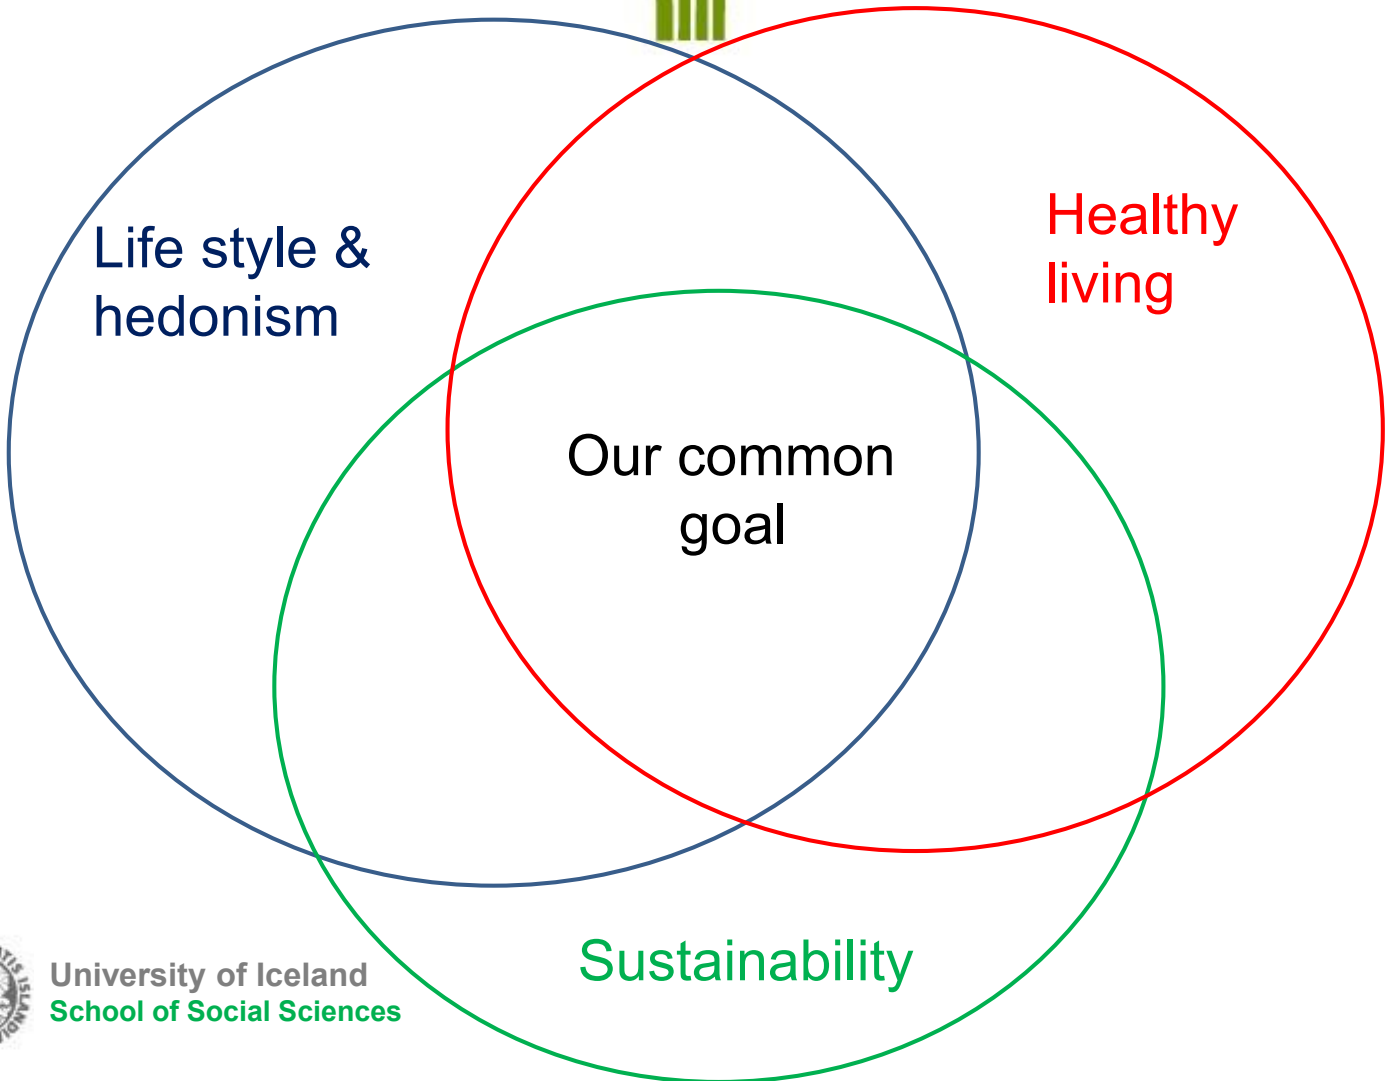 Life style &
hedonism
Healthy
living
Our common
goal
Sustainability
University of Iceland
School of Social Sciences